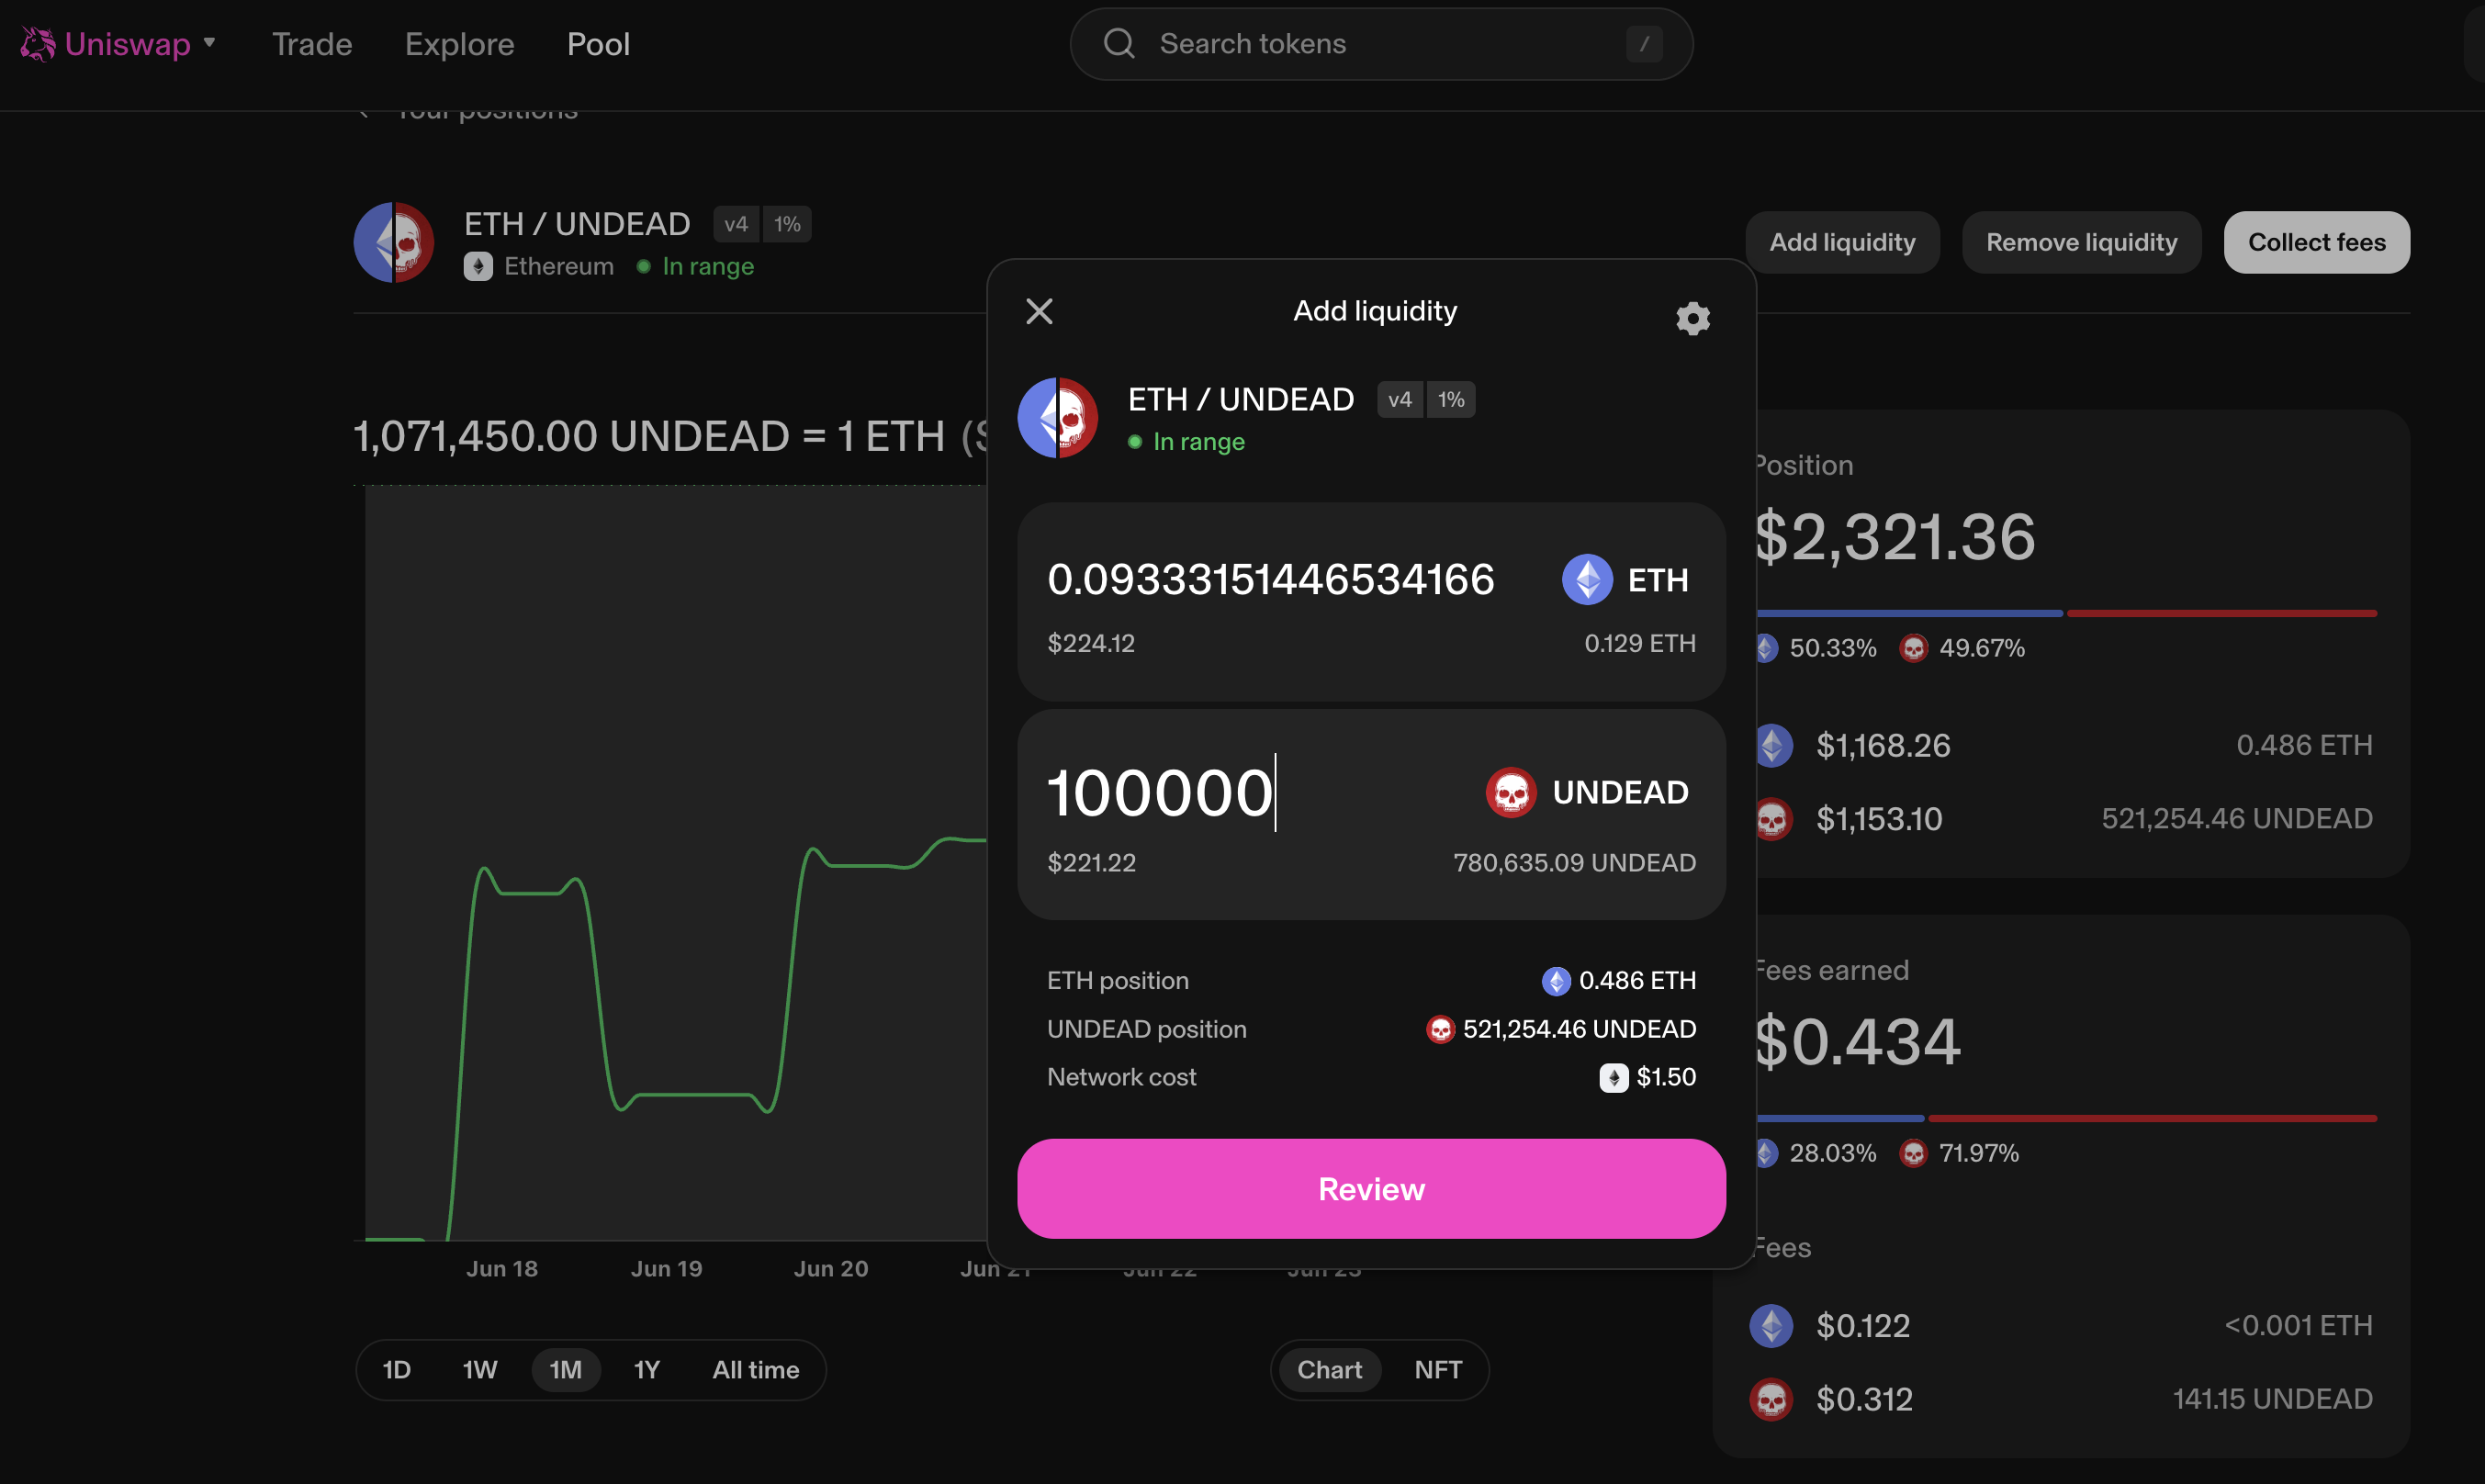 Uniswap
Trade
Explore
Pool
Search tokens
/
Your positions
ETH / UNDEAD
v4
1%
Ethereum
In range
Add liquidity
Remove liquidity
Collect fees
1,071,450.00 UNDEAD = 1 ETH
Jun 18
Jun 19
Jun 20
Jun 21
Jun 22
Jun 23
1D
1W
1M
1Y
All time
Chart
NFT
Add liquidity
ETH / UNDEAD
v4
1%
In range
0.09333151446534166
ETH
$224.12
0.129 ETH
100000
UNDEAD
$221.22
780,635.09 UNDEAD
ETH position
0.486 ETH
UNDEAD position
521,254.46 UNDEAD
Network cost
$1.50
Review
Position
$2,321.36
50.33%
49.67%
$1,168.26
0.486 ETH
$1,153.10
521,254.46 UNDEAD
Fees earned
$0.434
28.03%
71.97%
Fees
$0.122
<0.001 ETH
$0.312
141.15 UNDEAD